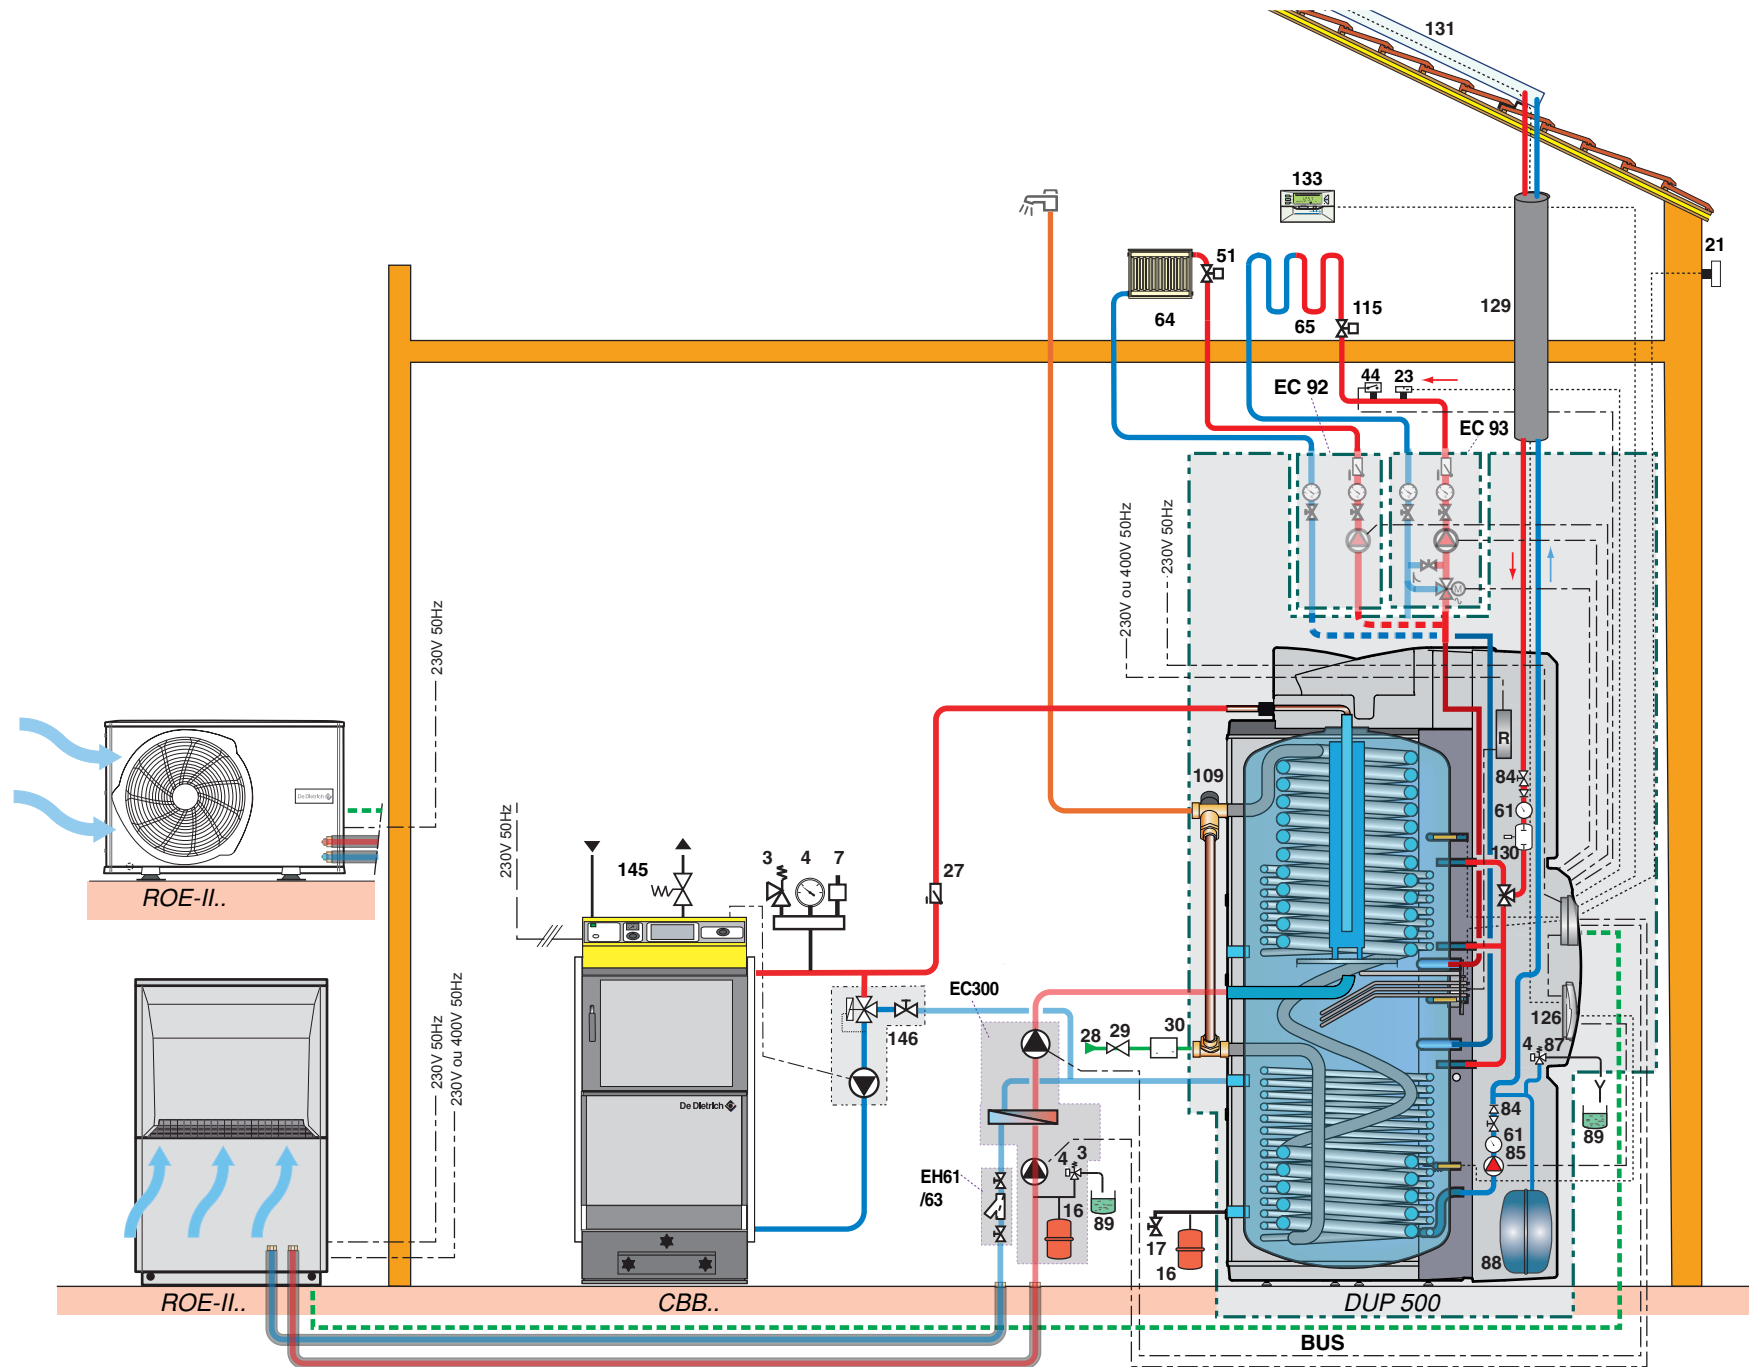 131
133
21
51
64
65
115
129
44
23
EC 92
EC 93
230V ou 400V 50Hz
230V 50Hz
230V 50Hz
R
109
84
61
130
De Dietrich
ROE-II..
230V 50Hz
145
3
4
7
27
EC300
146
28
29
30
126
4
87
230V 50Hz
230V ou 400V 50Hz
De Dietrich
84
61
85
89
EH61
/63
4
3
16
89
17
16
88
ROE-II..
CBB..
DUP 500
BUS
M